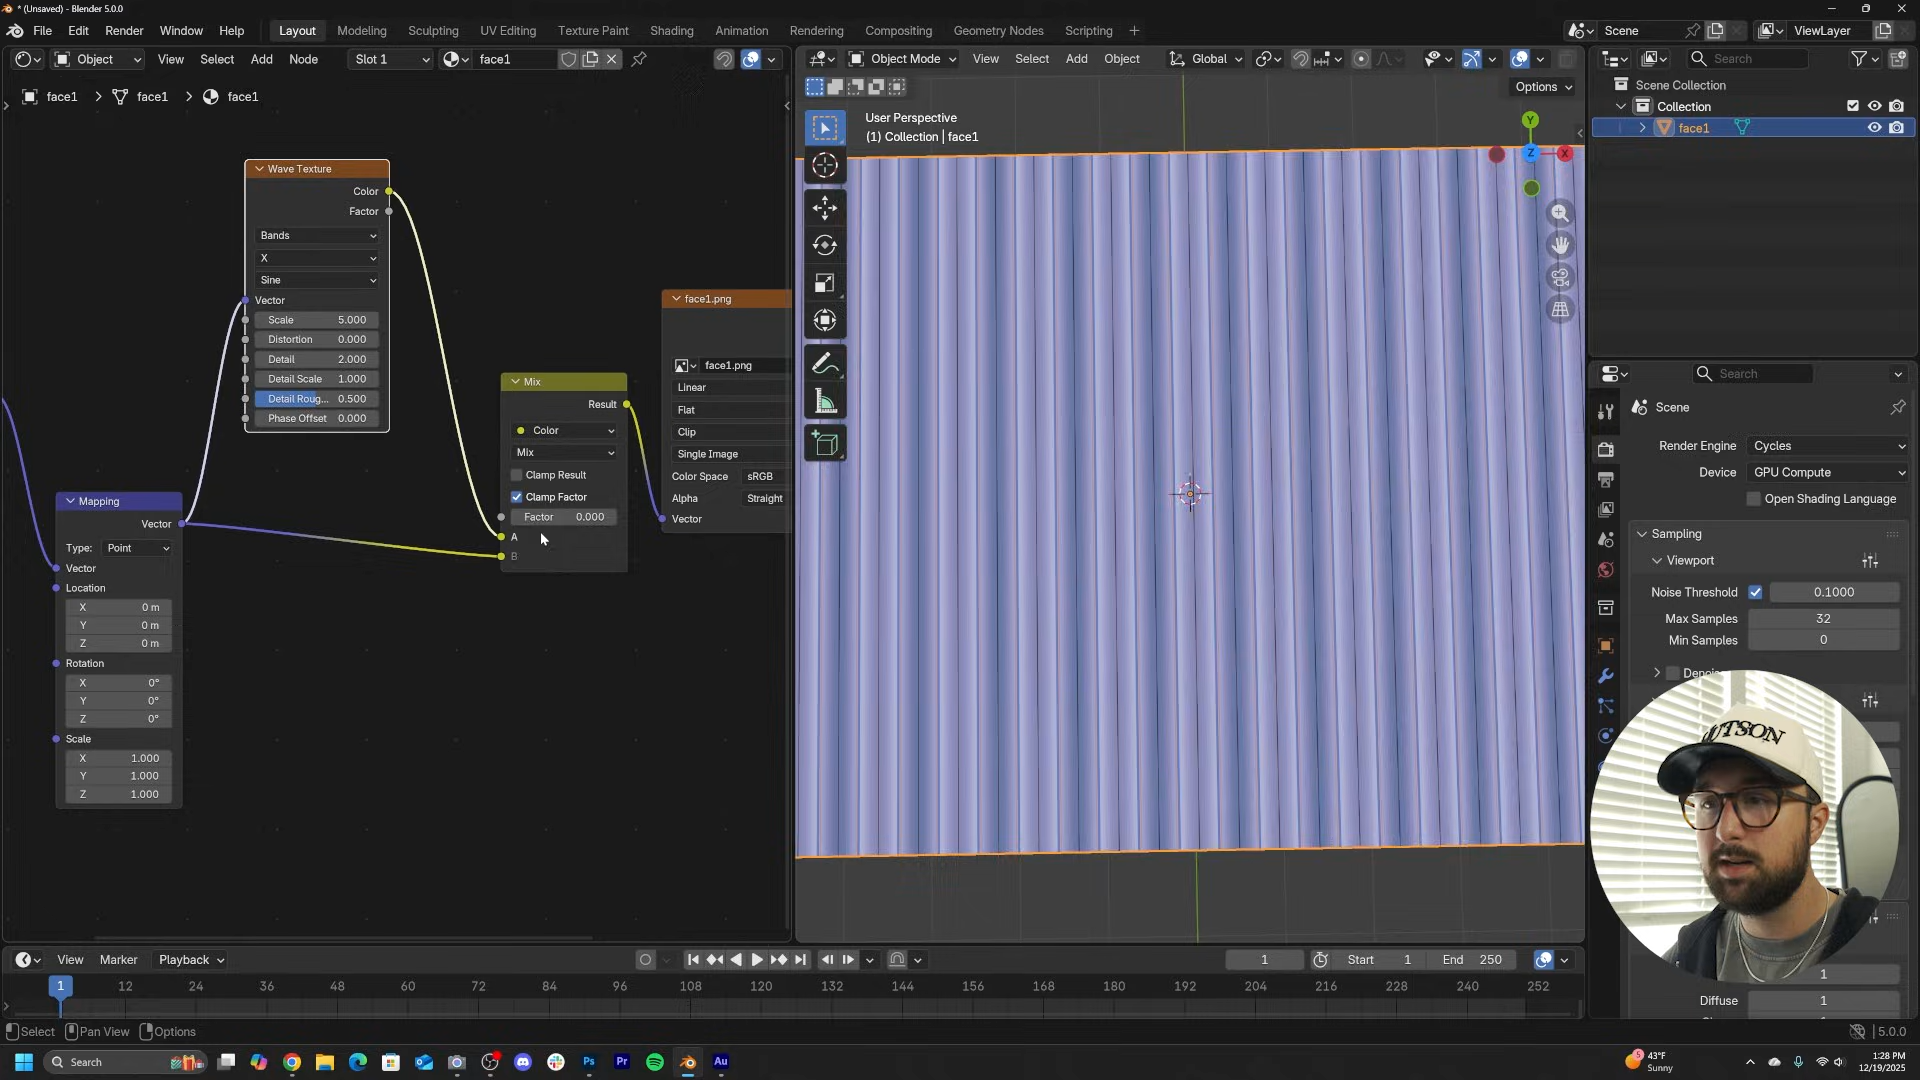 * (Unsaved) - Blender 5.0.0
File Edit Render Window Help Layout Modeling Sculpting UV Editing Texture Paint Shading Animation Rendering Compositing Geometry Nodes Scripting + Scene ViewLayer
Object View Select Add Node Slot 1 face1
Object Mode View Select Add Object Global
Search
face1 > face1 > face1
Options
Scene Collection
Collection
face1
User Perspective
(1) Collection | face1
Y
Z X
Wave Texture
Color
Factor
Bands
X
Sine
Vector
Scale 5.000
Distortion 0.000
Detail 2.000
Detail Scale 1.000
Detail Roug... 0.500
Phase Offset 0.000
face1.png
face1.png
Linear
Flat
Clip
Single Image
Color Space sRGB
Alpha Straight
Vector
Mix
Result
Color
Mix
Clamp Result
Clamp Factor
Factor 0.000
A
B
Mapping
Vector
Type: Point
Vector
Location
X 0 m
Y 0 m
Z 0 m
Rotation
X 0°
Y 0°
Z 0°
Scale
X 1.000
Y 1.000
Z 1.000
Search
Scene
Render Engine Cycles
Device GPU Compute
Open Shading Language
Sampling
Viewport
Noise Threshold 0.1000
Max Samples 32
Min Samples 0
1
Diffuse 1
View Marker Playback 1 Start 1 End 250
1 12 24 36 48 60 72 84 96 108 120 132 144 156 168 180 192 204 216 228 240 252
Select Pan View Options 5.0.0
Search Ps Pr Au
43°F
Sunny
1:28 PM
12/19/2025